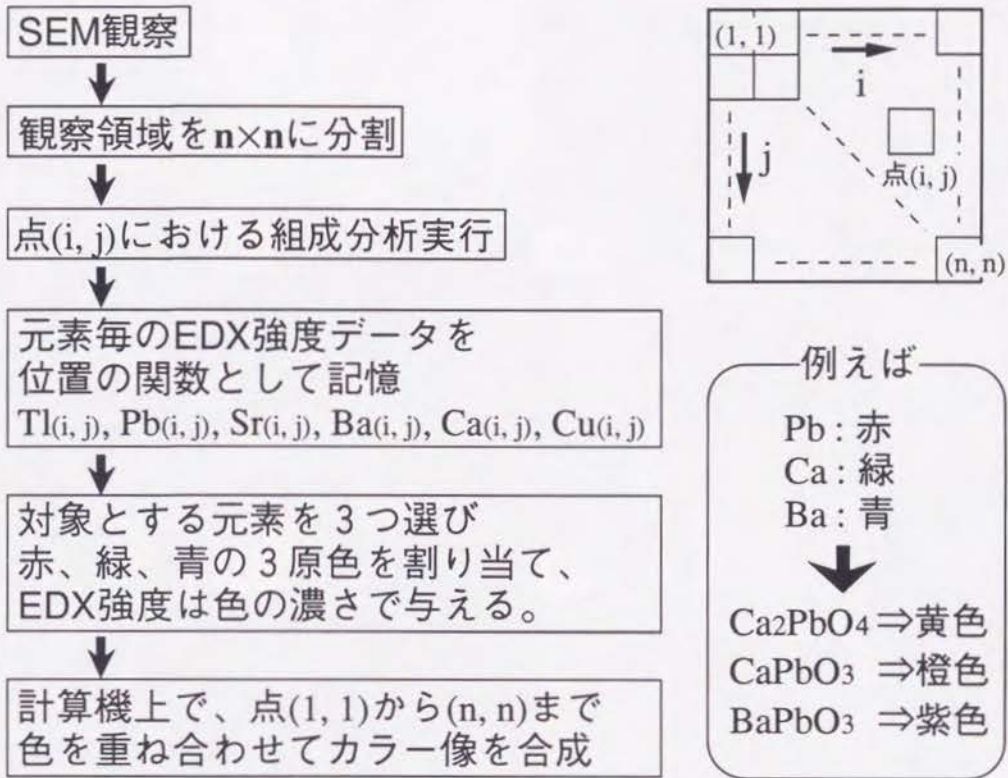 SEM観察
観察領域をn×nに分割
点(i, j)における組成分析実行
元素毎のEDX強度データを
位置の関数として記憶
Tl(i, j), Pb(i, j), Sr(i, j), Ba(i, j), Ca(i, j), Cu(i, j)
対象とする元素を3つ選び
赤、緑、青の3原色を割り当て、
EDX強度は色の濃さで与える。
計算機上で、点(1, 1)から(n, n)まで
色を重ね合わせてカラー像を合成
(1, 1)
i
j
点(i, j)
(n, n)
例えば
Pb : 赤
Ca : 緑
Ba : 青
Ca2PbO4 ⇒黄色
CaPbO3 ⇒橙色
BaPbO3 ⇒紫色